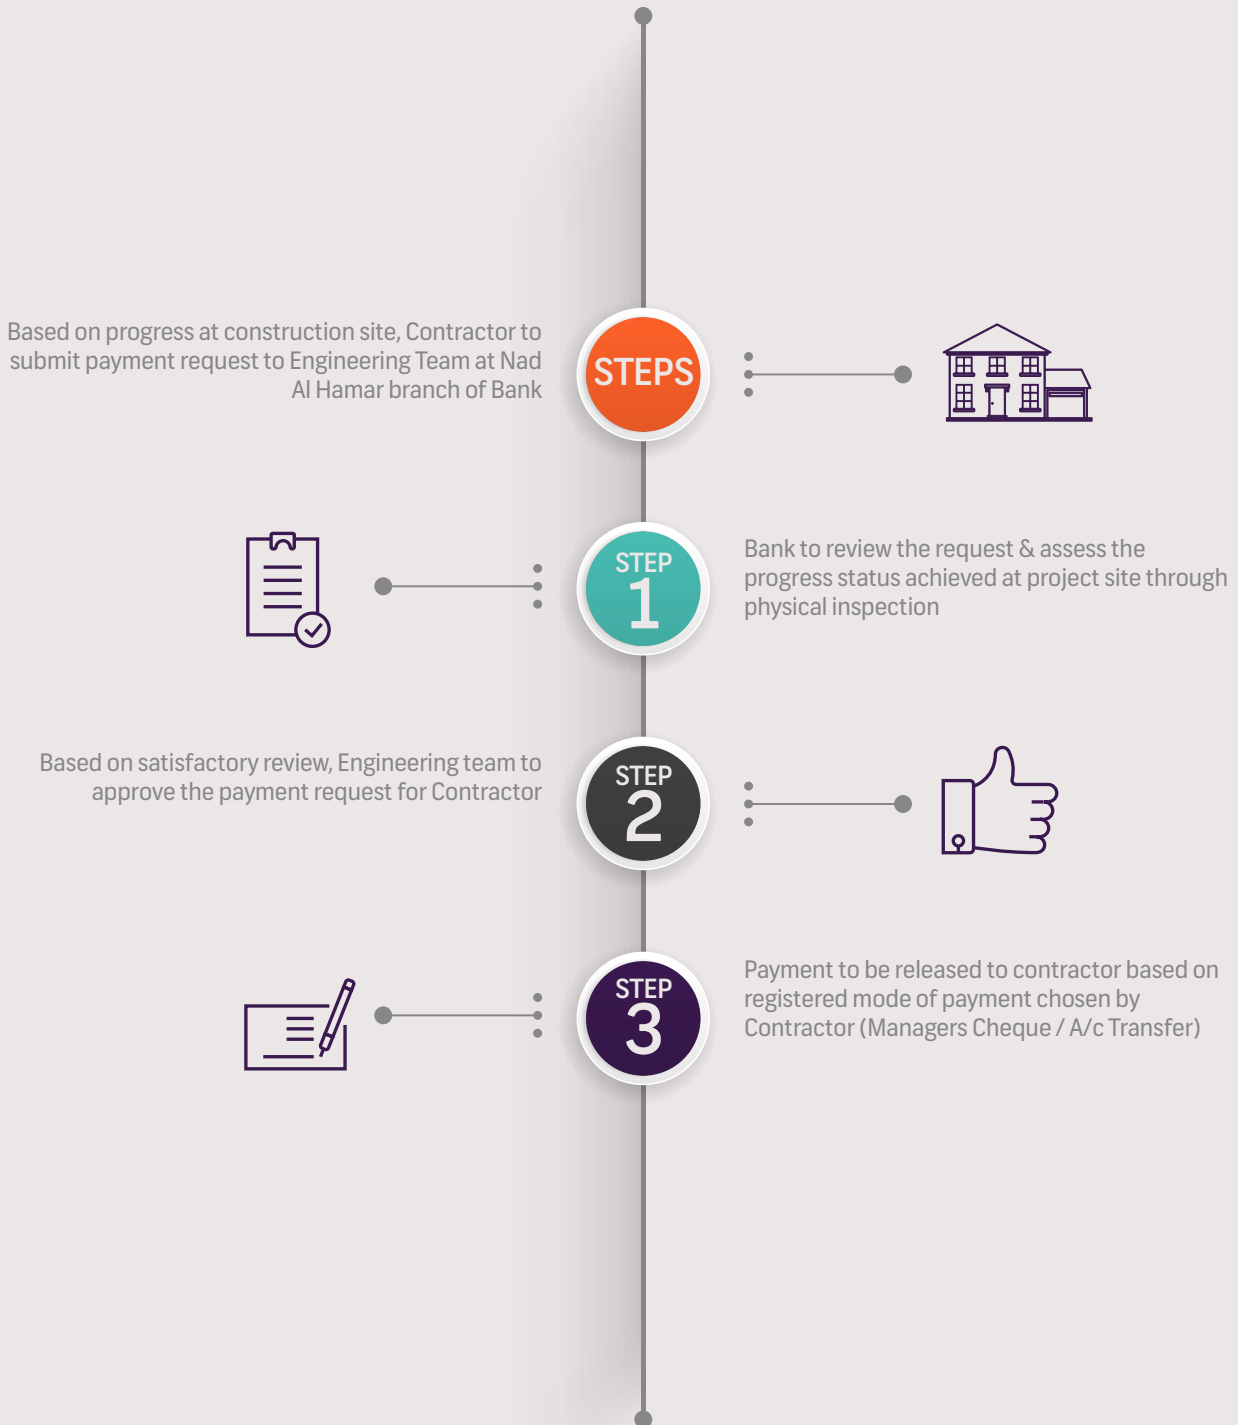 Based on progress at construction site, Contractor to
submit payment request to Engineering Team at Nad
Al Hamar branch of Bank
STEPS
STEP
1
Bank to review the request & assess the
progress status achieved at project site through
physical inspection
Based on satisfactory review, Engineering team to
approve the payment request for Contractor
STEP
2
STEP
3
Payment to be released to contractor based on
registered mode of payment chosen by
Contractor (Managers Cheque / A/c Transfer)